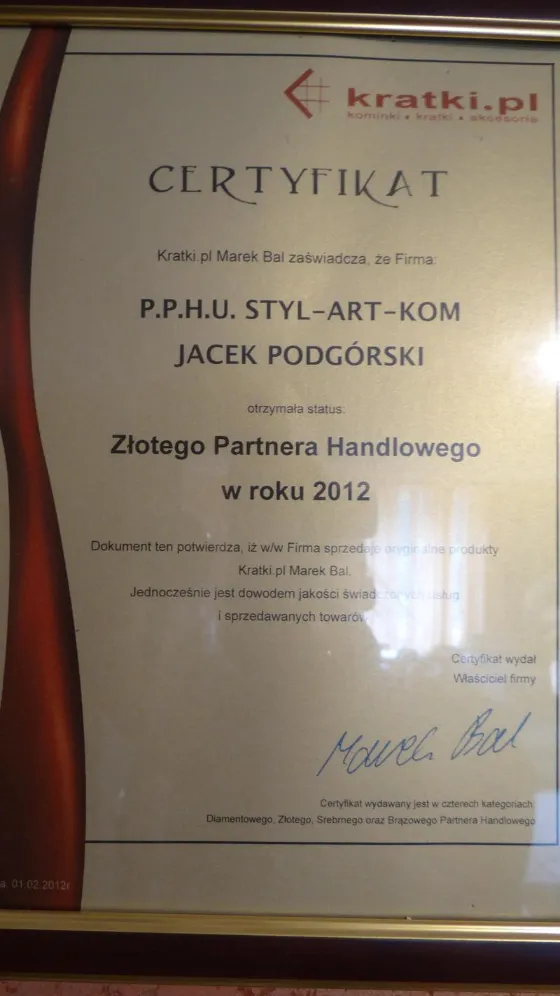 kratki.pl
kominki • kratki • akcesoria
CERTYFIKAT
Kratki.pl Marek Bal zaświadcza, że Firma:
P.P.H.U. STYL-ART-KOM
JACEK PODGÓRSKI
otrzymała status:
Złotego Partnera Handlowego
w roku 2012
Dokument ten potwierdza, iż w/w Firma sprzedaje oryginalne produkty
Kratki.pl Marek Bal.
Jednocześnie jest dowodem jakości świadczonych usług
i sprzedawanych towarów
Certyfikat wydał
Właściciel firmy
Marek Bal
Certyfikat wydawany jest w czterech kategoriach:
Diamentowego, Złotego, Srebrnego oraz Brązowego Partnera Handlowego
01.02.2012r